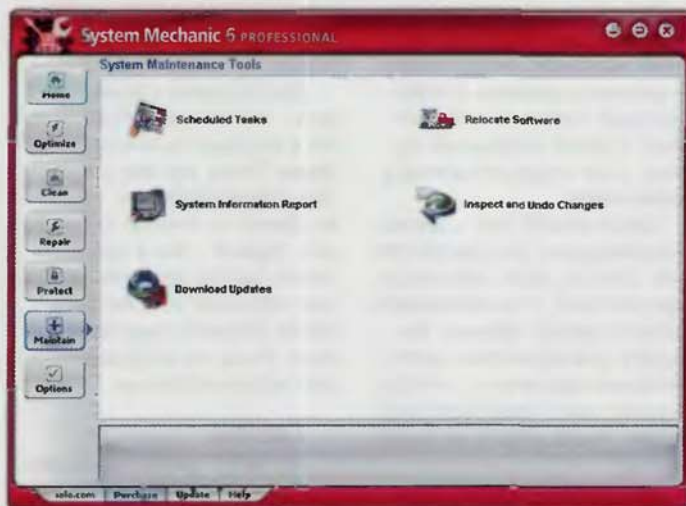 System Mechanic 6 PROFESSIONAL
System Maintenance Tools
Home
Optimize
Clean
Repair
Protect
Maintain
Options
Scheduled Tasks
Relocate Software
System Information Report
Inspect and Undo Changes
Download Updates
iolo.com Purchase Update Help